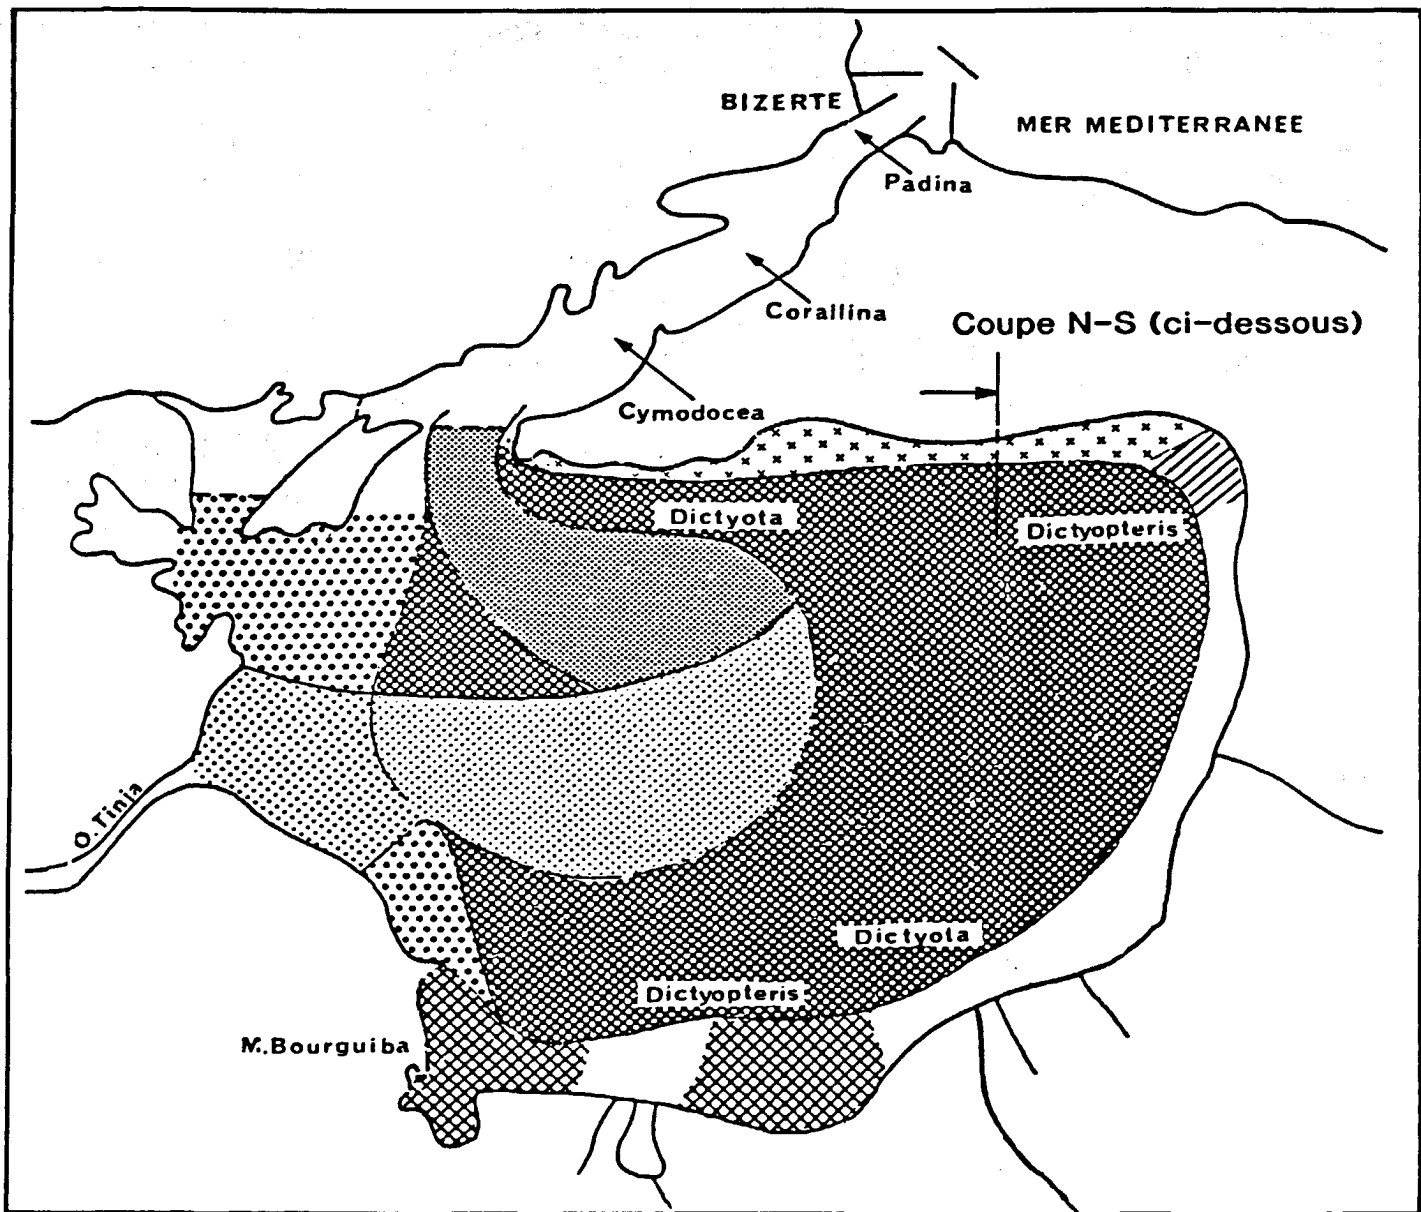 BIZERTE
MER MEDITERRANEE
Padina
Corallina
Coupe N-S (ci-dessous)
Cymodocea
Dictyota
Dictyopteris
O.Tinja
Dictyota
Dictyopteris
M.Bourguiba